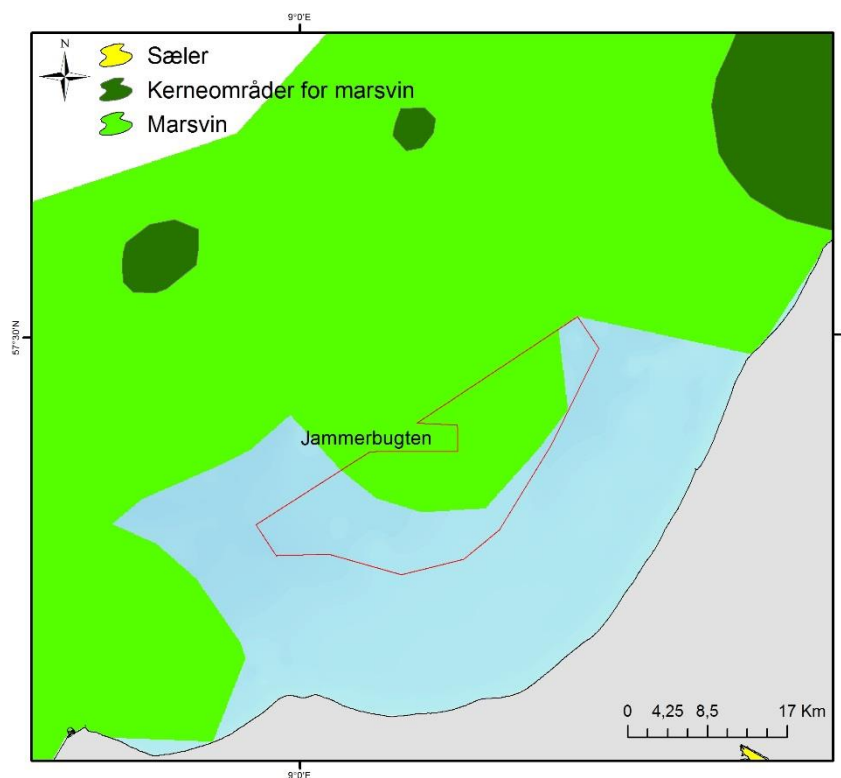 9°0'E
N
Sæler
Kerneområder for marsvin
Marsvin
57°30'N
Jammerbugten
0 4,25 8,5 17 Km
9°0'E